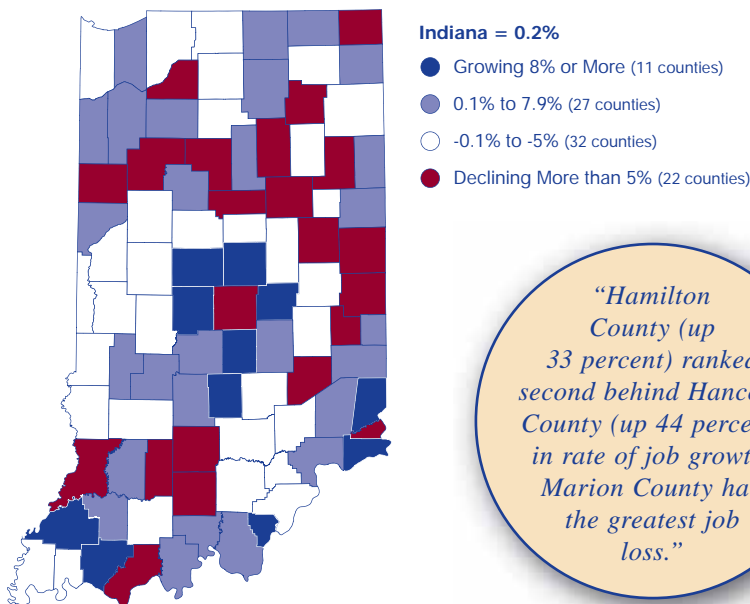 Indiana = 0.2%
Growing 8% or More (11 counties)
0.1% to 7.9% (27 counties)
-0.1% to -5% (32 counties)
Declining More than 5% (22 counties)
“Hamilton
County (up
33 percent) ranked
second behind
County (up 44
in rate of job
Marion County
the greatest job
loss.”